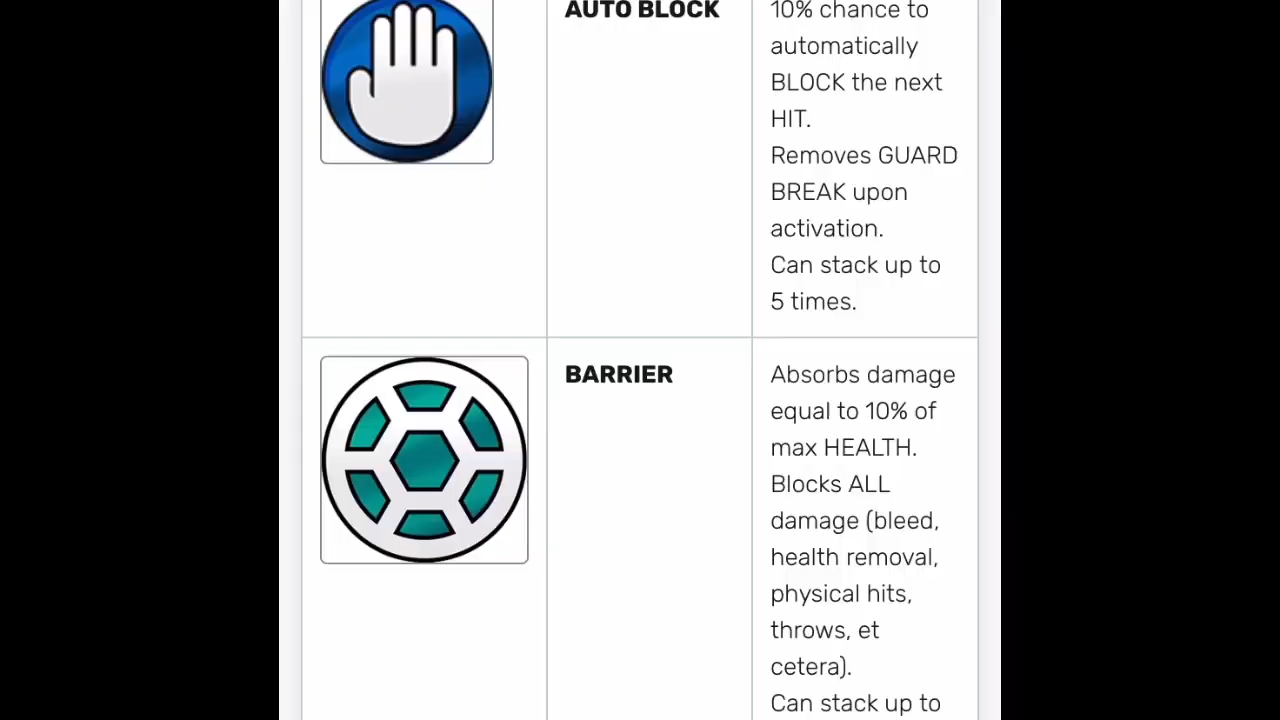 AUTO BLOCK
10% chance to
automatically
BLOCK the next
HIT.
Removes GUARD
BREAK upon
activation.
Can stack up to
5 times.
BARRIER
Absorbs damage
equal to 10% of
max HEALTH.
Blocks ALL
damage (bleed,
health removal,
physical hits,
throws, et
cetera).
Can stack up to